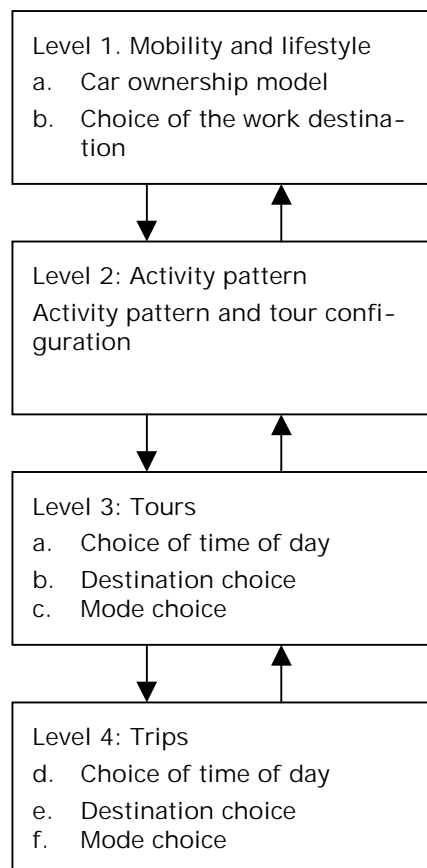 Level 1. Mobility and lifestyle
a. Car ownership model
b. Choice of the work destina-
tion
Level 2: Activity pattern
Activity pattern and tour confi-
guration
Level 3: Tours
a. Choice of time of day
b. Destination choice
c. Mode choice
Level 4: Trips
d. Choice of time of day
e. Destination choice
f. Mode choice